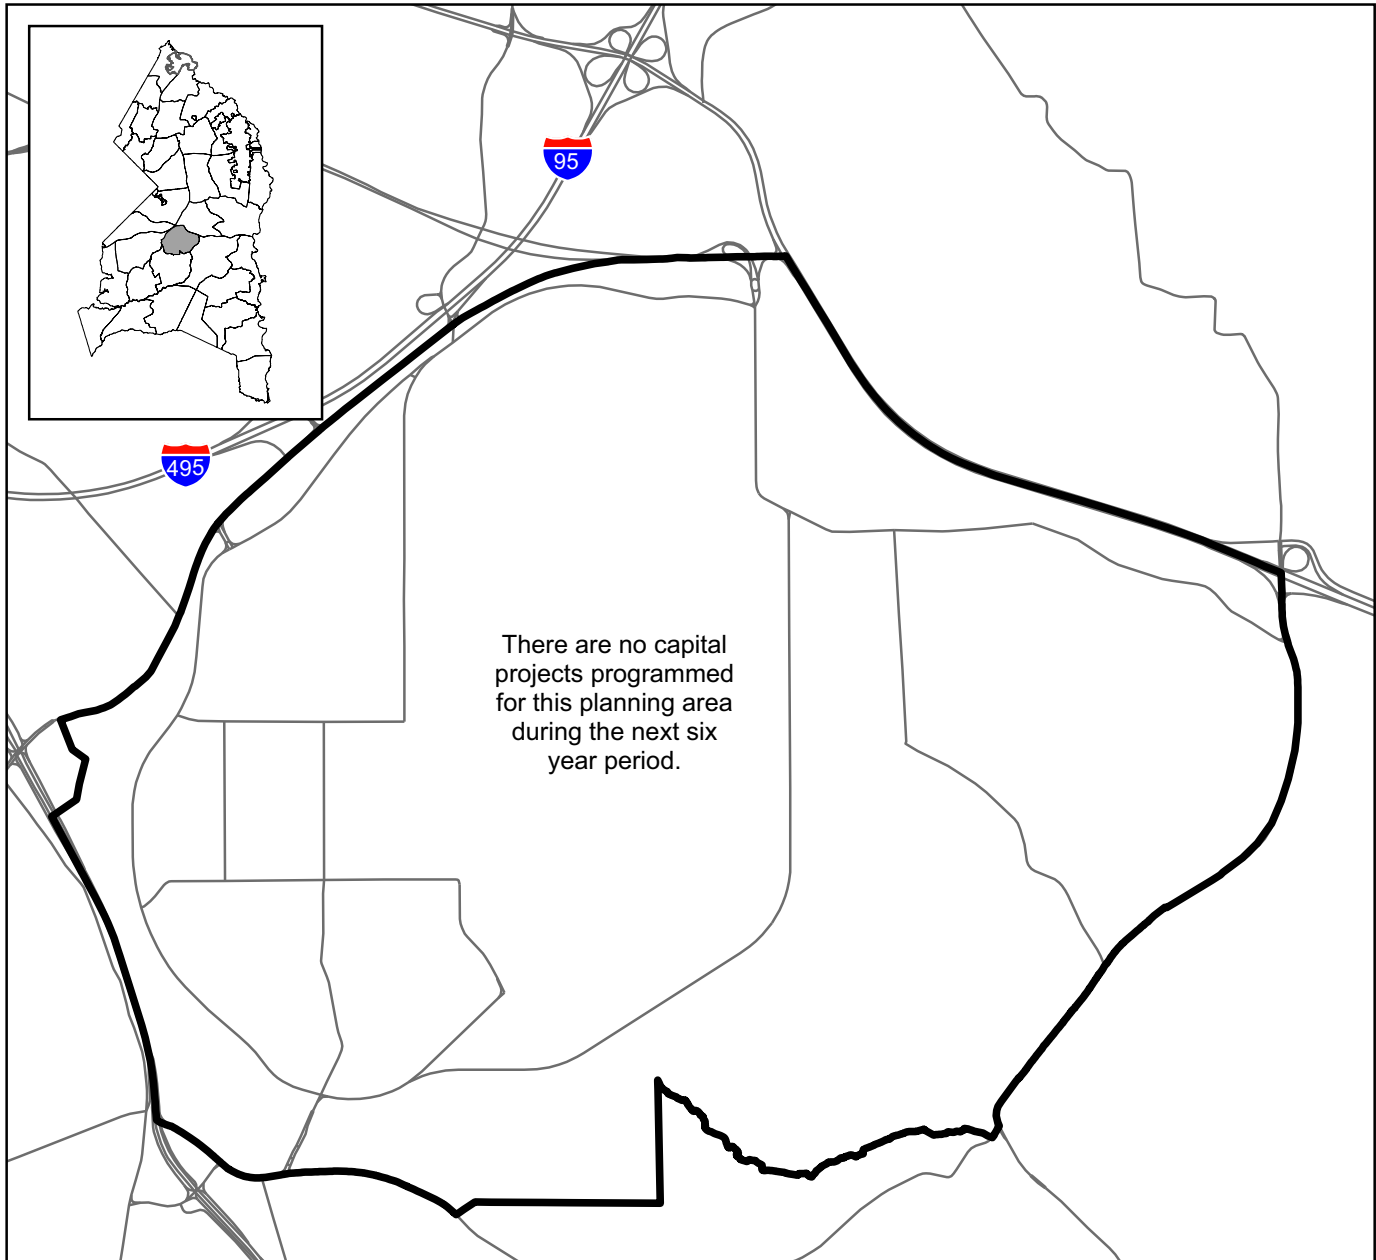 95
495
There are no capital
projects programmed
for this planning area
during the next six
year period.